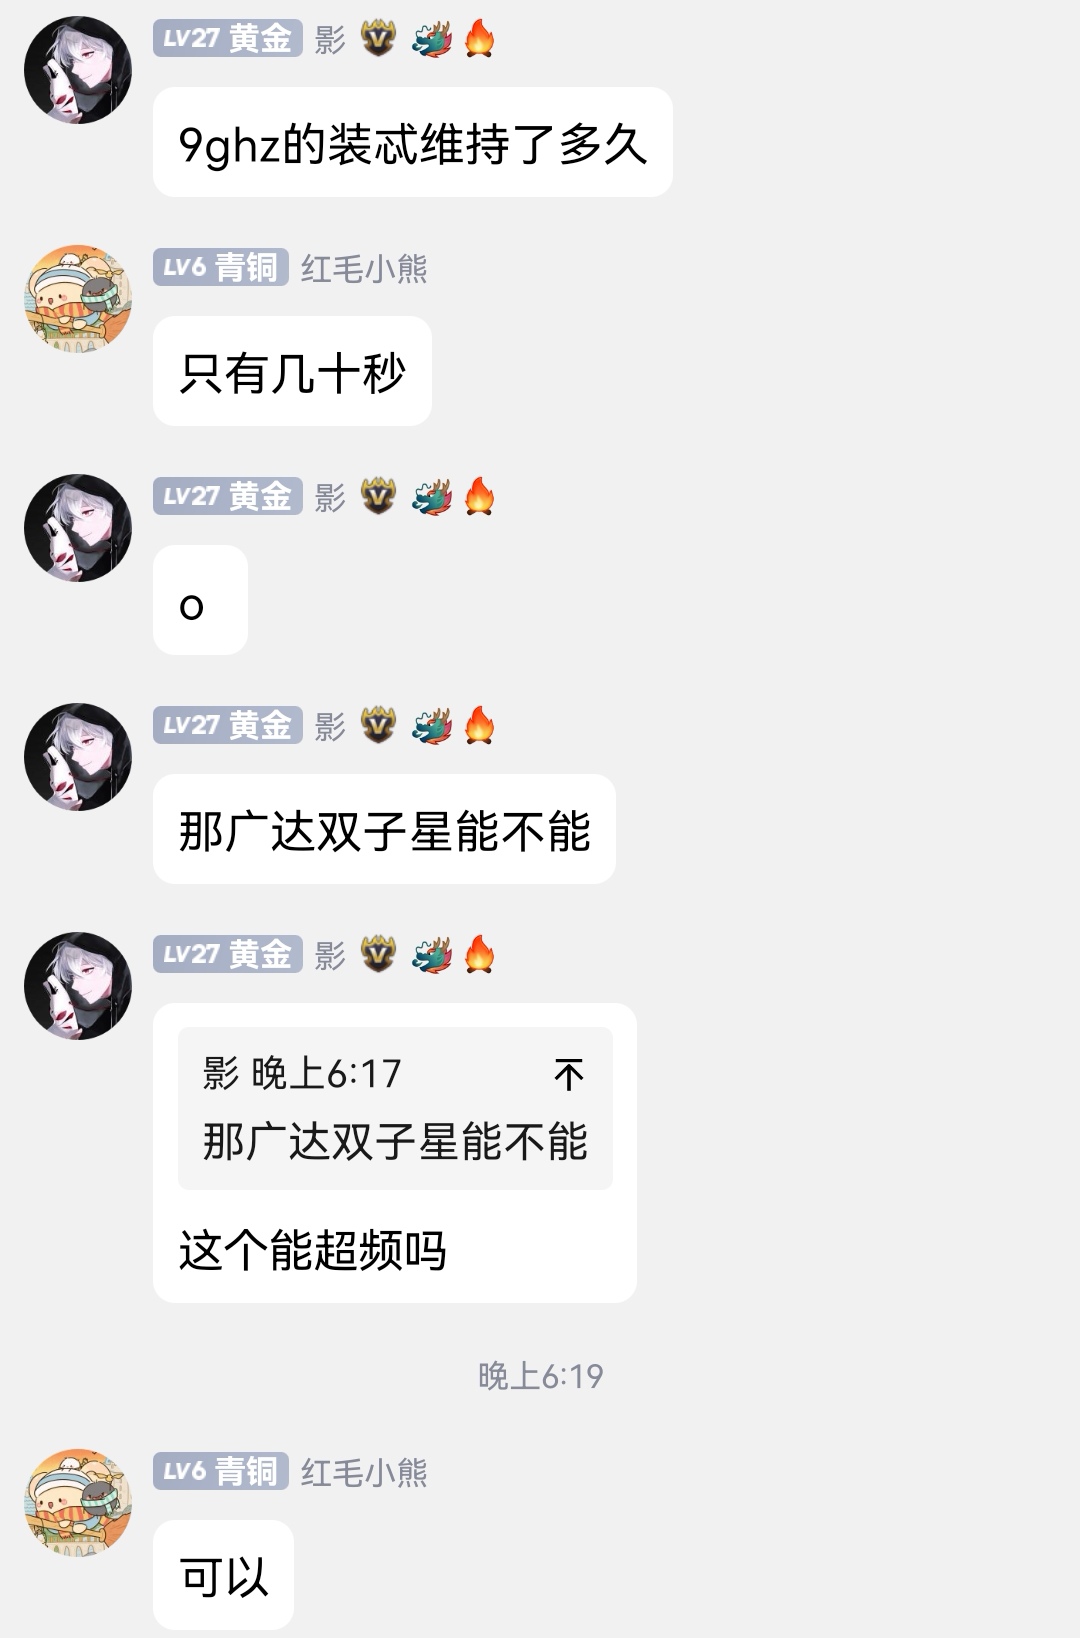 LV27 黄金 影
9ghz的装忒维持了多久
LV6 青铜 红毛小熊
只有几十秒
LV27 黄金 影
o
LV27 黄金 影
那广达双子星能不能
LV27 黄金 影
影 晚上6:17
那广达双子星能不能
这个能超频吗
晚上6:19
LV6 青铜 红毛小熊
可以